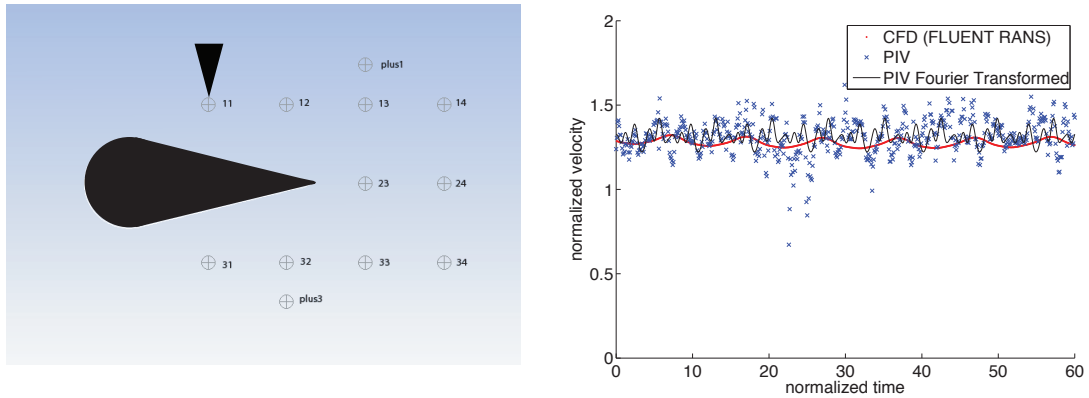 plus1
11 12 13 14
23 24
31 32 33 34
plus3
2
1.5
1
0.5
0
normalized velocity
CFD (FLUENT RANS)
PIV
PIV Fourier Transformed
0 10 20 30 40 50 60
normalized time